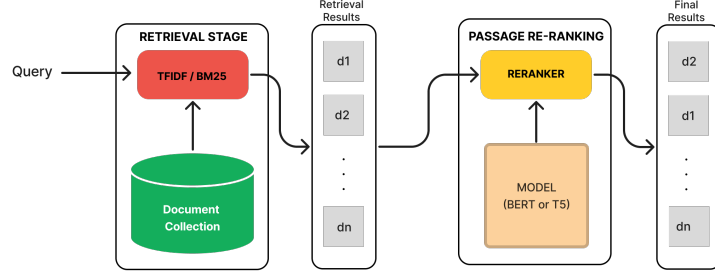 Query
RETRIEVAL STAGE
TFIDF / BM25
Document
Collection
Retrieval
Results
d1
d2
.
.
.
dn
PASSAGE RE-RANKING
RERANKER
MODEL
(BERT or T5)
Final
Results
d2
d1
.
.
.
dn